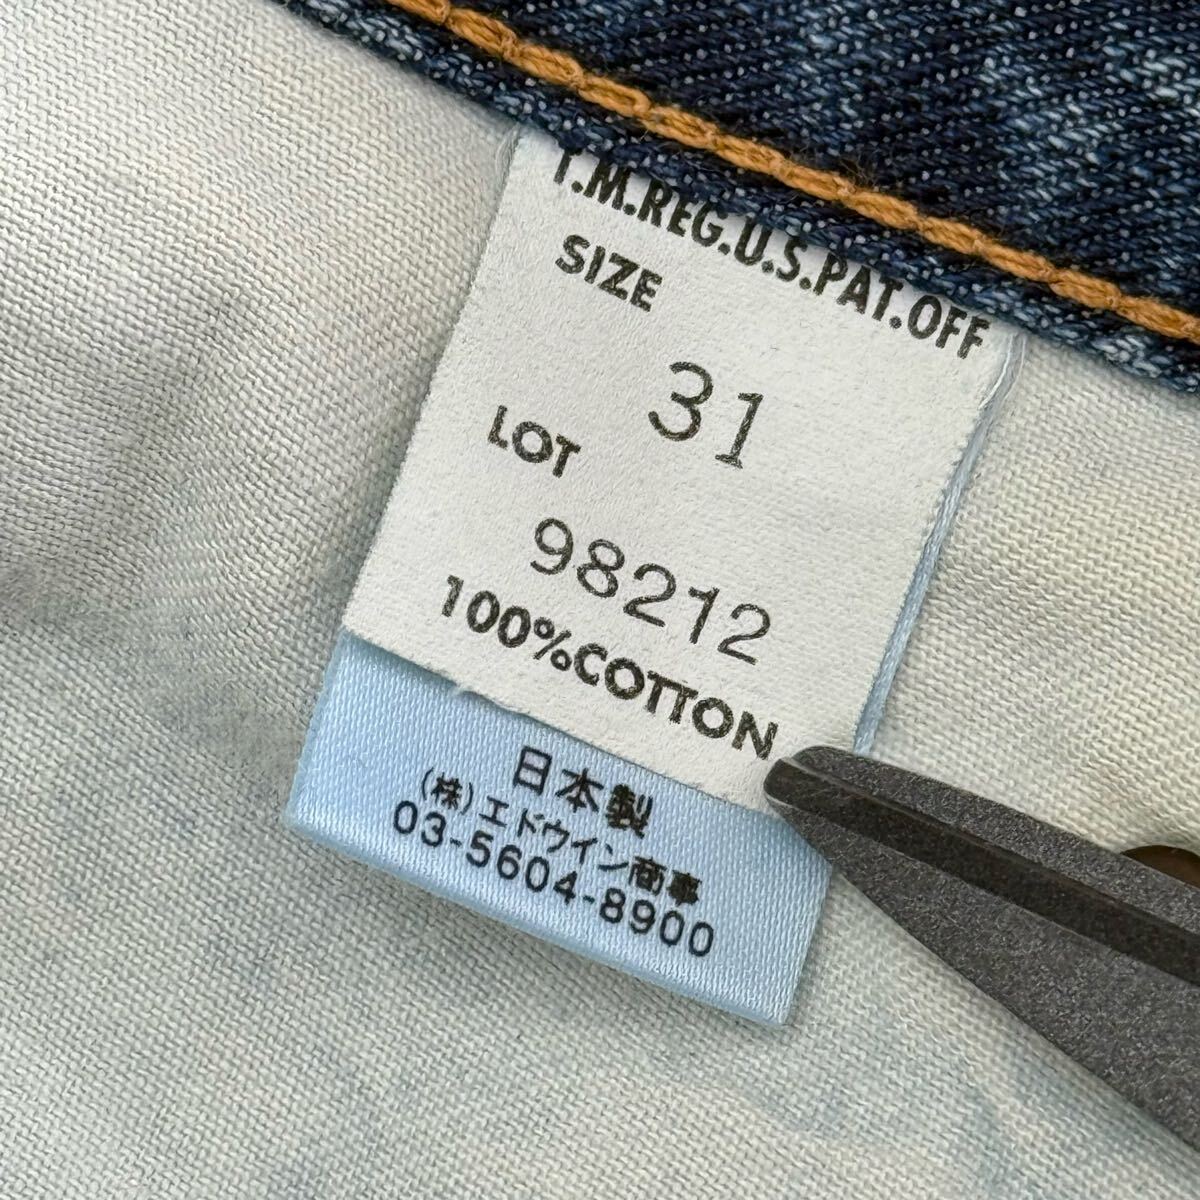 T.M.REG.U.S.PAT.OFF
SIZE
31
LOT
98212
100%COTTON
日本製
(株)エドウイン商事
03-5604-8900